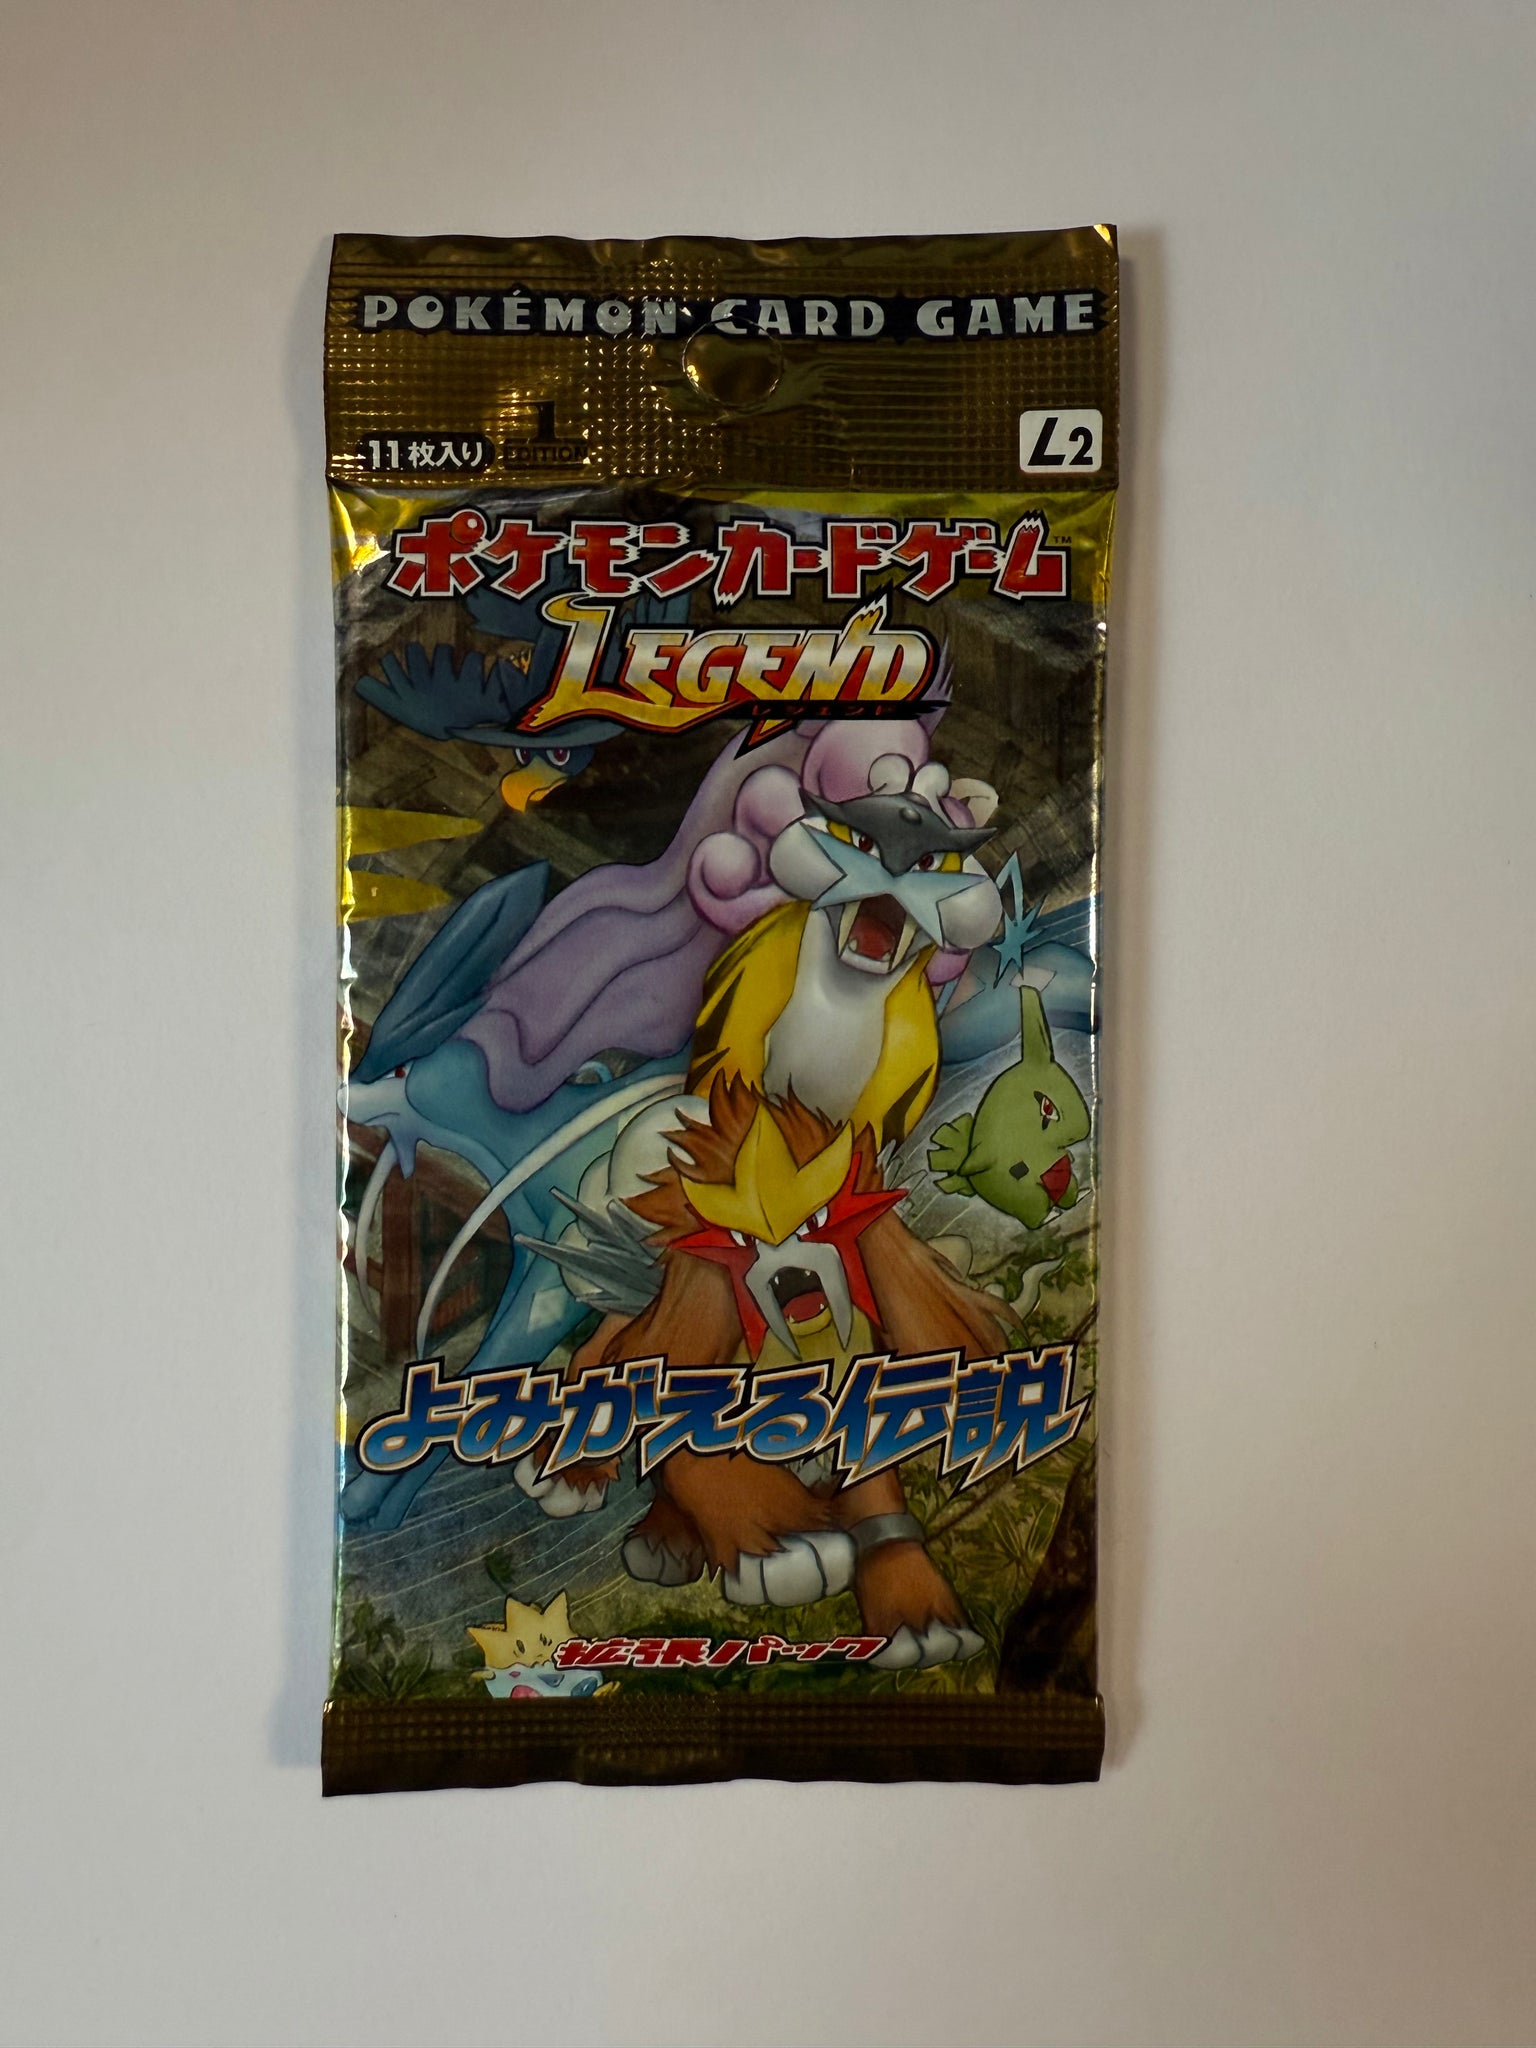 POKÉMON CARD GAME
11枚入り 1 EDITION
L2
ポケモンカードゲーム™
LEGEND
レジェンド
よみがえる伝説
拡張パック